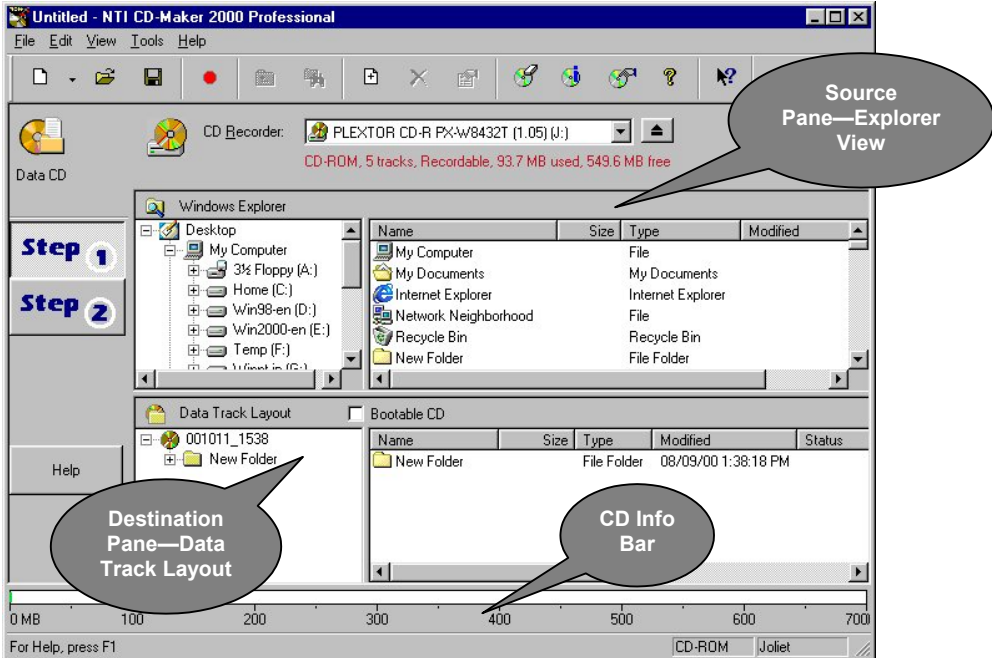 Untitled - NTI CD-Maker 2000 Professional
File Edit View Tools Help
Source
Pane—Explorer
View
Data CD
CD Recorder:
PLEXTOR CD-R PX-W8432T (1.05) (J:)
CD-ROM, 5 tracks, Recordable, 93.7 MB used, 549.6 MB free
Step 1
Step 2
Help
Windows Explorer
Desktop
My Computer
3½ Floppy (A:)
Home (C:)
Win98-en (D:)
Win2000-en (E:)
Temp (F:)
Name Size Type Modified
My Computer File
My Documents My Documents
Internet Explorer Internet Explorer
Network Neighborhood File
Recycle Bin Recycle Bin
New Folder File Folder
Data Track Layout
Bootable CD
001011_1538
New Folder
Name Size Type Modified Status
New Folder File Folder 08/09/00 1:38:18 PM
Destination
Pane—Data
Track Layout
CD Info
Bar
0 MB 100 200 300 400 500 600 700
For Help, press F1
CD-ROM Joliet